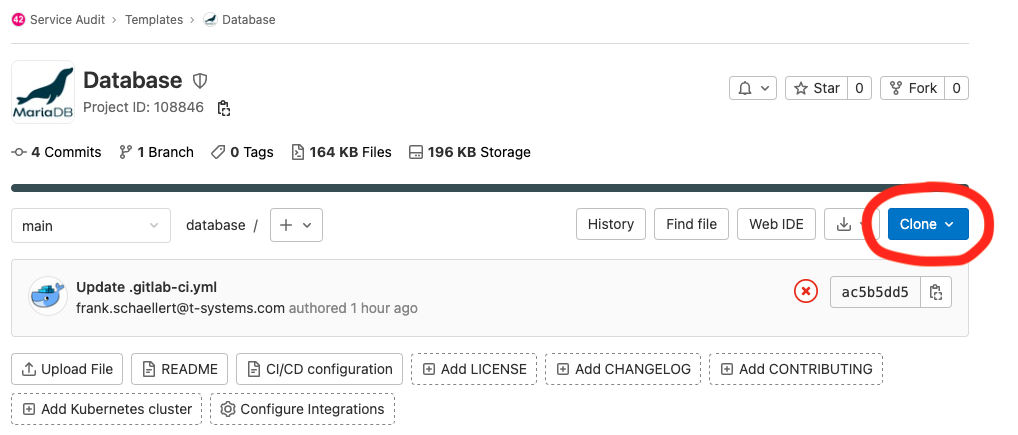 42 Service Audit › Templates › Database
Database
MariaDB
Project ID: 108846
4 Commits 1 Branch 0 Tags 164 KB Files 196 KB Storage
Star 0 Fork 0
main database / + History Find file Web IDE Clone
Update .gitlab-ci.yml
frank.schaellert@t-systems.com authored 1 hour ago
ac5b5dd5
Upload File README CI/CD configuration Add LICENSE Add CHANGELOG Add CONTRIBUTING
Add Kubernetes cluster Configure Integrations